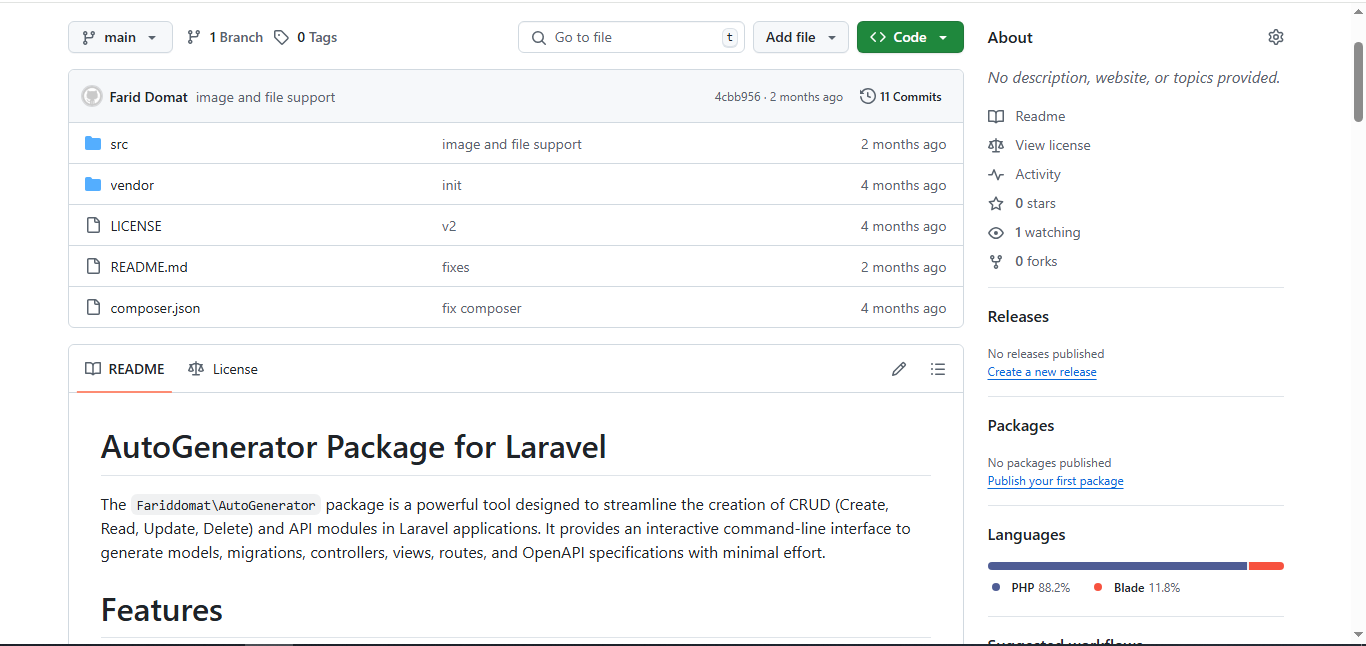 main 1 Branch 0 Tags Go to file t Add file Code
Farid Domat image and file support 4cbb956 · 2 months ago 11 Commits
src image and file support 2 months ago
vendor init 4 months ago
LICENSE v2 4 months ago
README.md fixes 2 months ago
composer.json fix composer 4 months ago
README License
AutoGenerator Package for Laravel
The Fariddomat\AutoGenerator package is a powerful tool designed to streamline the creation of CRUD (Create,
Read, Update, Delete) and API modules in Laravel applications. It provides an interactive command-line interface to
generate models, migrations, controllers, views, routes, and OpenAPI specifications with minimal effort.
Features
About
No description, website, or topics provided.
Readme
View license
Activity
0 stars
1 watching
0 forks
Releases
No releases published
Create a new release
Packages
No packages published
Publish your first package
Languages
PHP 88.2% Blade 11.8%
Suggested workflows